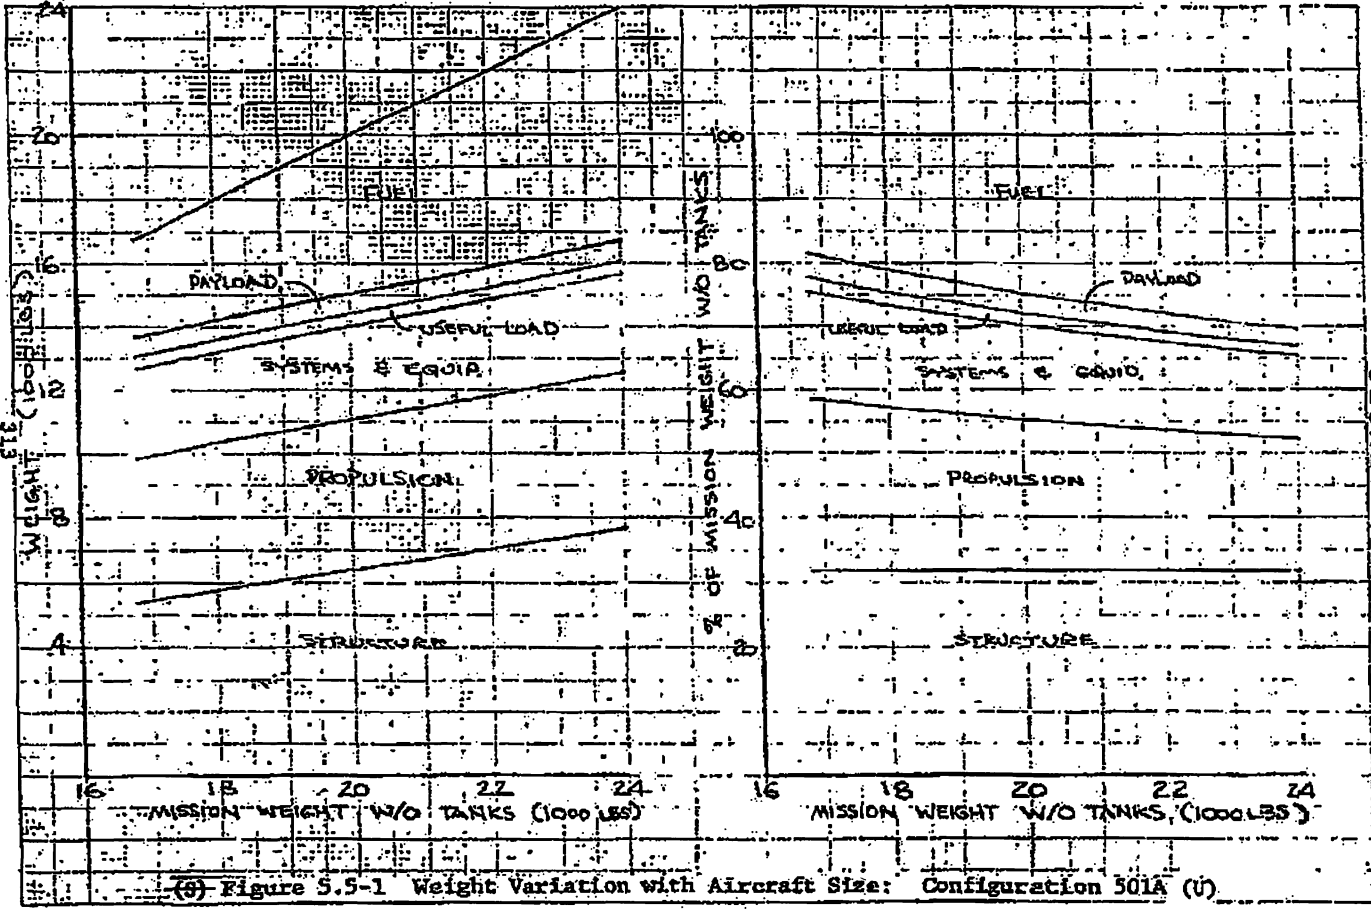 24
20
16
12
8
4
WEIGHT (1000 LBS)
FUEL
PAYLOAD
USEFUL LOAD
SYSTEMS & EQUIP.
PROPULSION
STRUCTURE
16 18 20 22 24
MISSION WEIGHT W/O TANKS (1000 LBS)
100
80
60
40
20
% OF MISSION WEIGHT W/O TANKS
FUEL
PAYLOAD
USEFUL LOAD
SYSTEMS & EQUIP.
PROPULSION
STRUCTURE
16 18 20 22 24
MISSION WEIGHT W/O TANKS, (1000 LBS)
(S) Figure 5.5-1 Weight Variation with Aircraft Size: Configuration 501A (U)